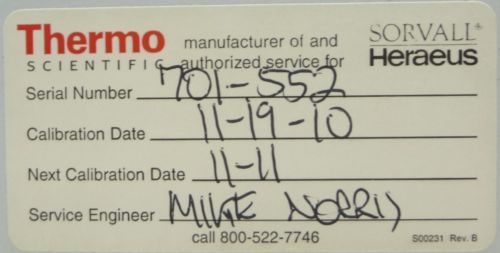 Thermo SCIENTIFIC
manufacturer of and
authorized service for
SORVALL®
Heraeus
Serial Number 701-552
Calibration Date 11-19-10
Next Calibration Date 11-11
Service Engineer MIKE NORRIS
call 800-522-7746
S00231 Rev. B